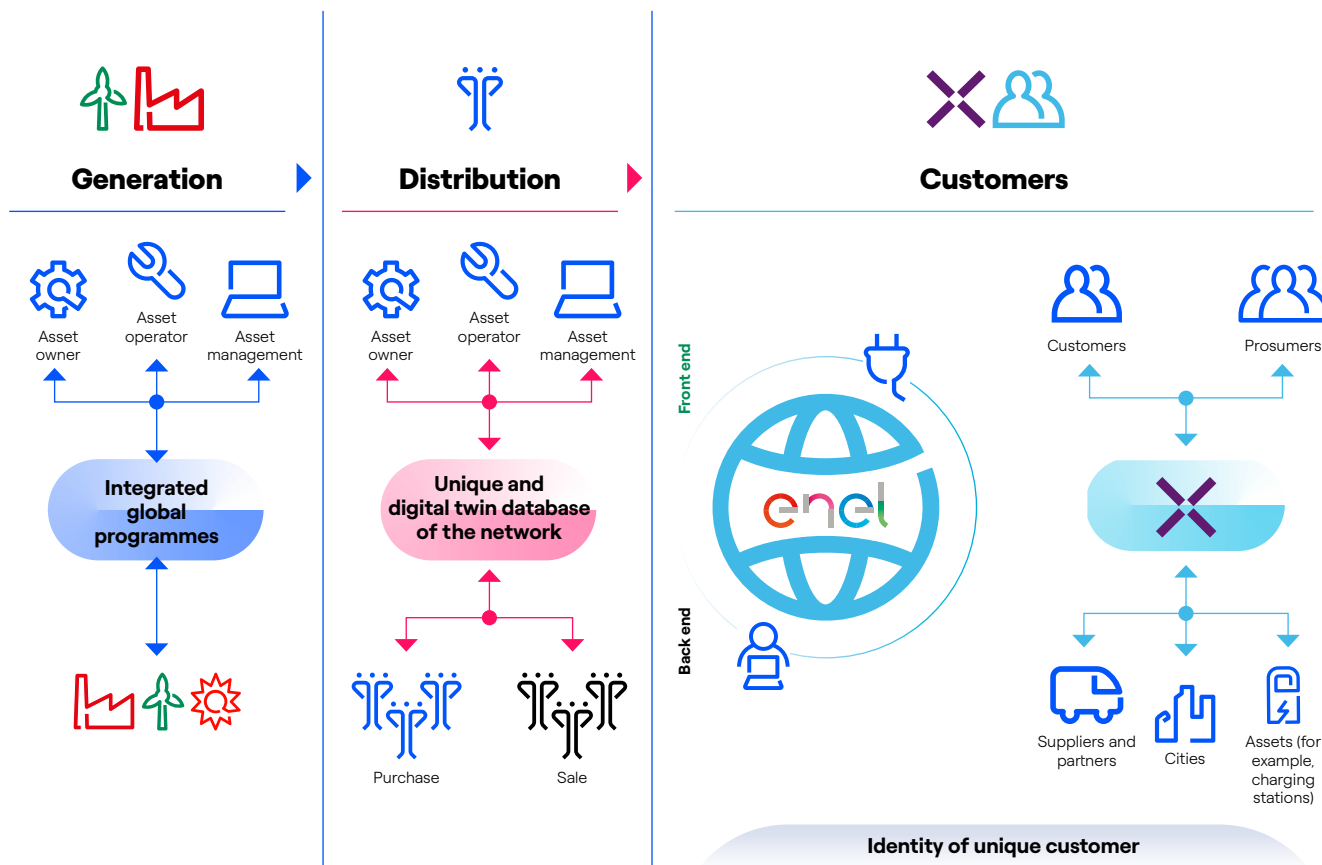 Generation
Distribution
Customers
Asset
owner
Asset
operator
Asset
management
Asset
owner
Asset
operator
Asset
management
Customers
Prosumers
Front end
Back end
Integrated
global
programmes
Unique and
digital twin database
of the network
enel
Purchase
Sale
Suppliers and
partners
Cities
Assets (for
example,
charging
stations)
Identity of unique customer